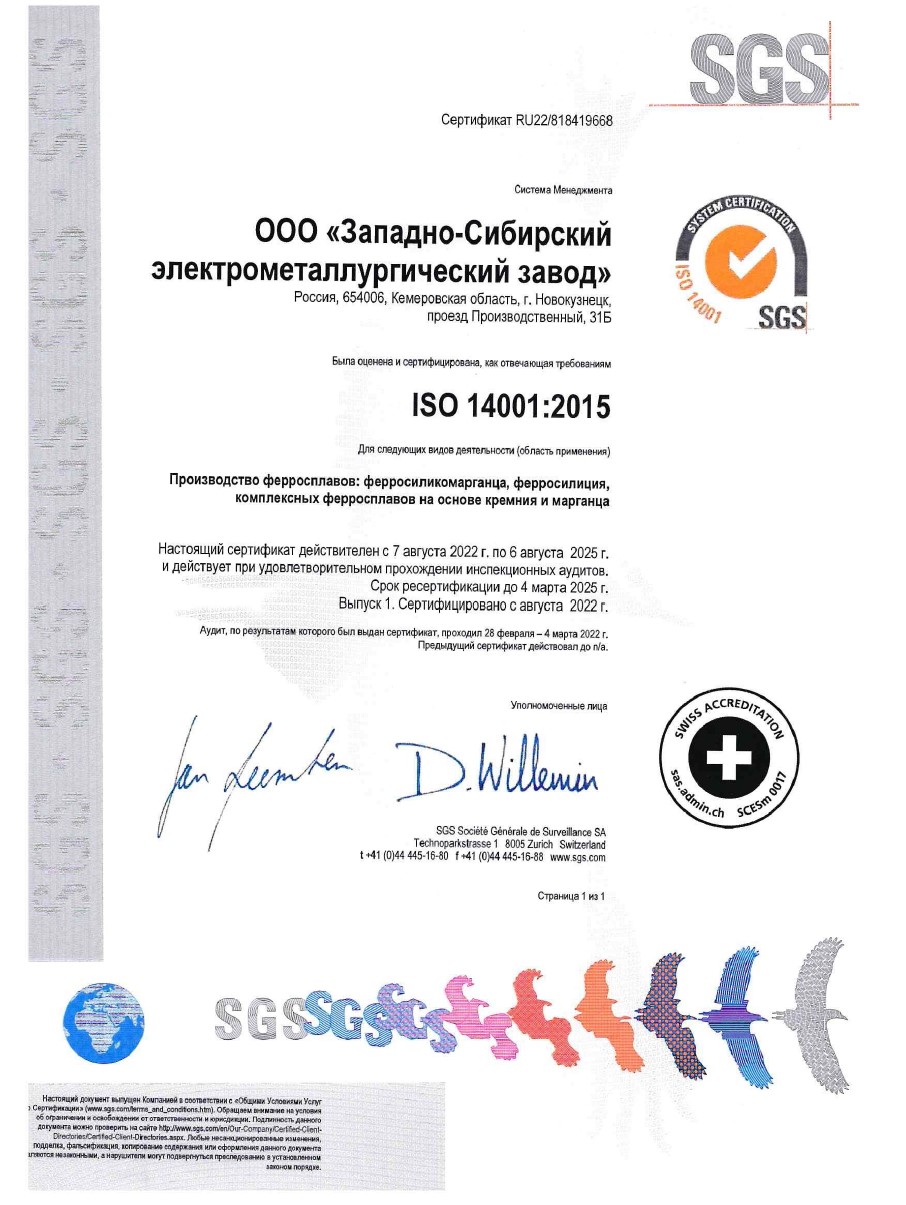 SGS
Сертификат RU22/818419668
Система Менеджмента
ООО «Западно-Сибирский
электрометаллургический завод»
Россия, 654006, Кемеровская область, г. Новокузнецк,
проезд Производственный, 31Б
SYSTEM CERTIFICATION
ISO 14001
SGS
Была оценена и сертифицирована, как отвечающая требованиям
ISO 14001:2015
Для следующих видов деятельности (область применения)
Производство ферросплавов: ферросиликомарганца, ферросилиция,
комплексных ферросплавов на основе кремния и марганца
Настоящий сертификат действителен с 7 августа 2022 г. по 6 августа 2025 г.
и действует при удовлетворительном прохождении инспекционных аудитов.
Срок ресертификации до 4 марта 2025 г.
Выпуск 1. Сертифицировано с августа 2022 г.
Аудит, по результатам которого был выдан сертификат, проходил 28 февраля – 4 марта 2022 г.
Предыдущий сертификат действовал до n/a.
Уполномоченные лица
D. Willemin
SWISS ACCREDITATION
sas.admin.ch SCESm 0017
SGS Société Générale de Surveillance SA
Technoparkstrasse 1 8005 Zurich Switzerland
t +41 (0)44 445-16-80 f +41 (0)44 445-16-88 www.sgs.com
Страница 1 из 1
SGS SGS SGS
Настоящий документ выпущен Компанией в соответствии с «Общими Условиями Услуг
Сертификации» (www.sgs.com/terms_and_conditions.htm). Обращаем внимание на условия
об ограничении и освобождении от ответственности и юрисдикции. Подлинность данного
документа можно проверить на сайте http://www.sgs.com/en/Our-Company/Certified-Client-
Directories/Certified-Client-Directories.aspx. Любые несанкционированные изменения,
подделка, фальсификация, копирование содержания или оформления данного документа
незаконными, а нарушители могут подвергнуться преследованию в установленном
законом порядке.